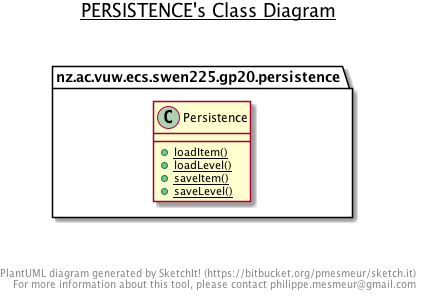 PERSISTENCE's Class Diagram
nz.ac.vuw.ecs.swen225.gp20.persistence
C Persistence
loadItem()
loadLevel()
saveItem()
saveLevel()
PlantUML diagram generated by SketchIt! (https://bitbucket.org/pmesmeur/sketch.it)
For more information about this tool, please contact philippe.mesmeur@gmail.com